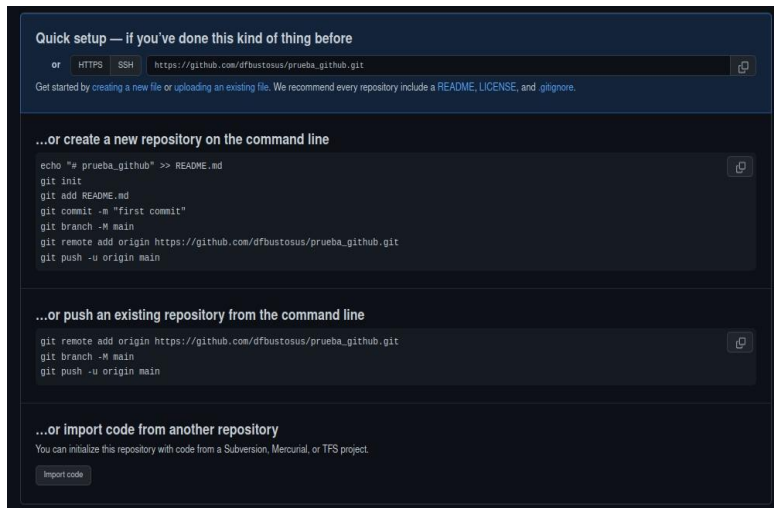 Quick setup — if you've done this kind of thing before
or HTTPS SSH https://github.com/dfbustosus/prueba_github.git
Get started by creating a new file or uploading an existing file. We recommend every repository include a README, LICENSE, and .gitignore.
…or create a new repository on the command line
echo "# prueba_github" >> README.md
git init
git add README.md
git commit -m "first commit"
git branch -M main
git remote add origin https://github.com/dfbustosus/prueba_github.git
git push -u origin main
…or push an existing repository from the command line
git remote add origin https://github.com/dfbustosus/prueba_github.git
git branch -M main
git push -u origin main
…or import code from another repository
You can initialize this repository with code from a Subversion, Mercurial, or TFS project.
Import code